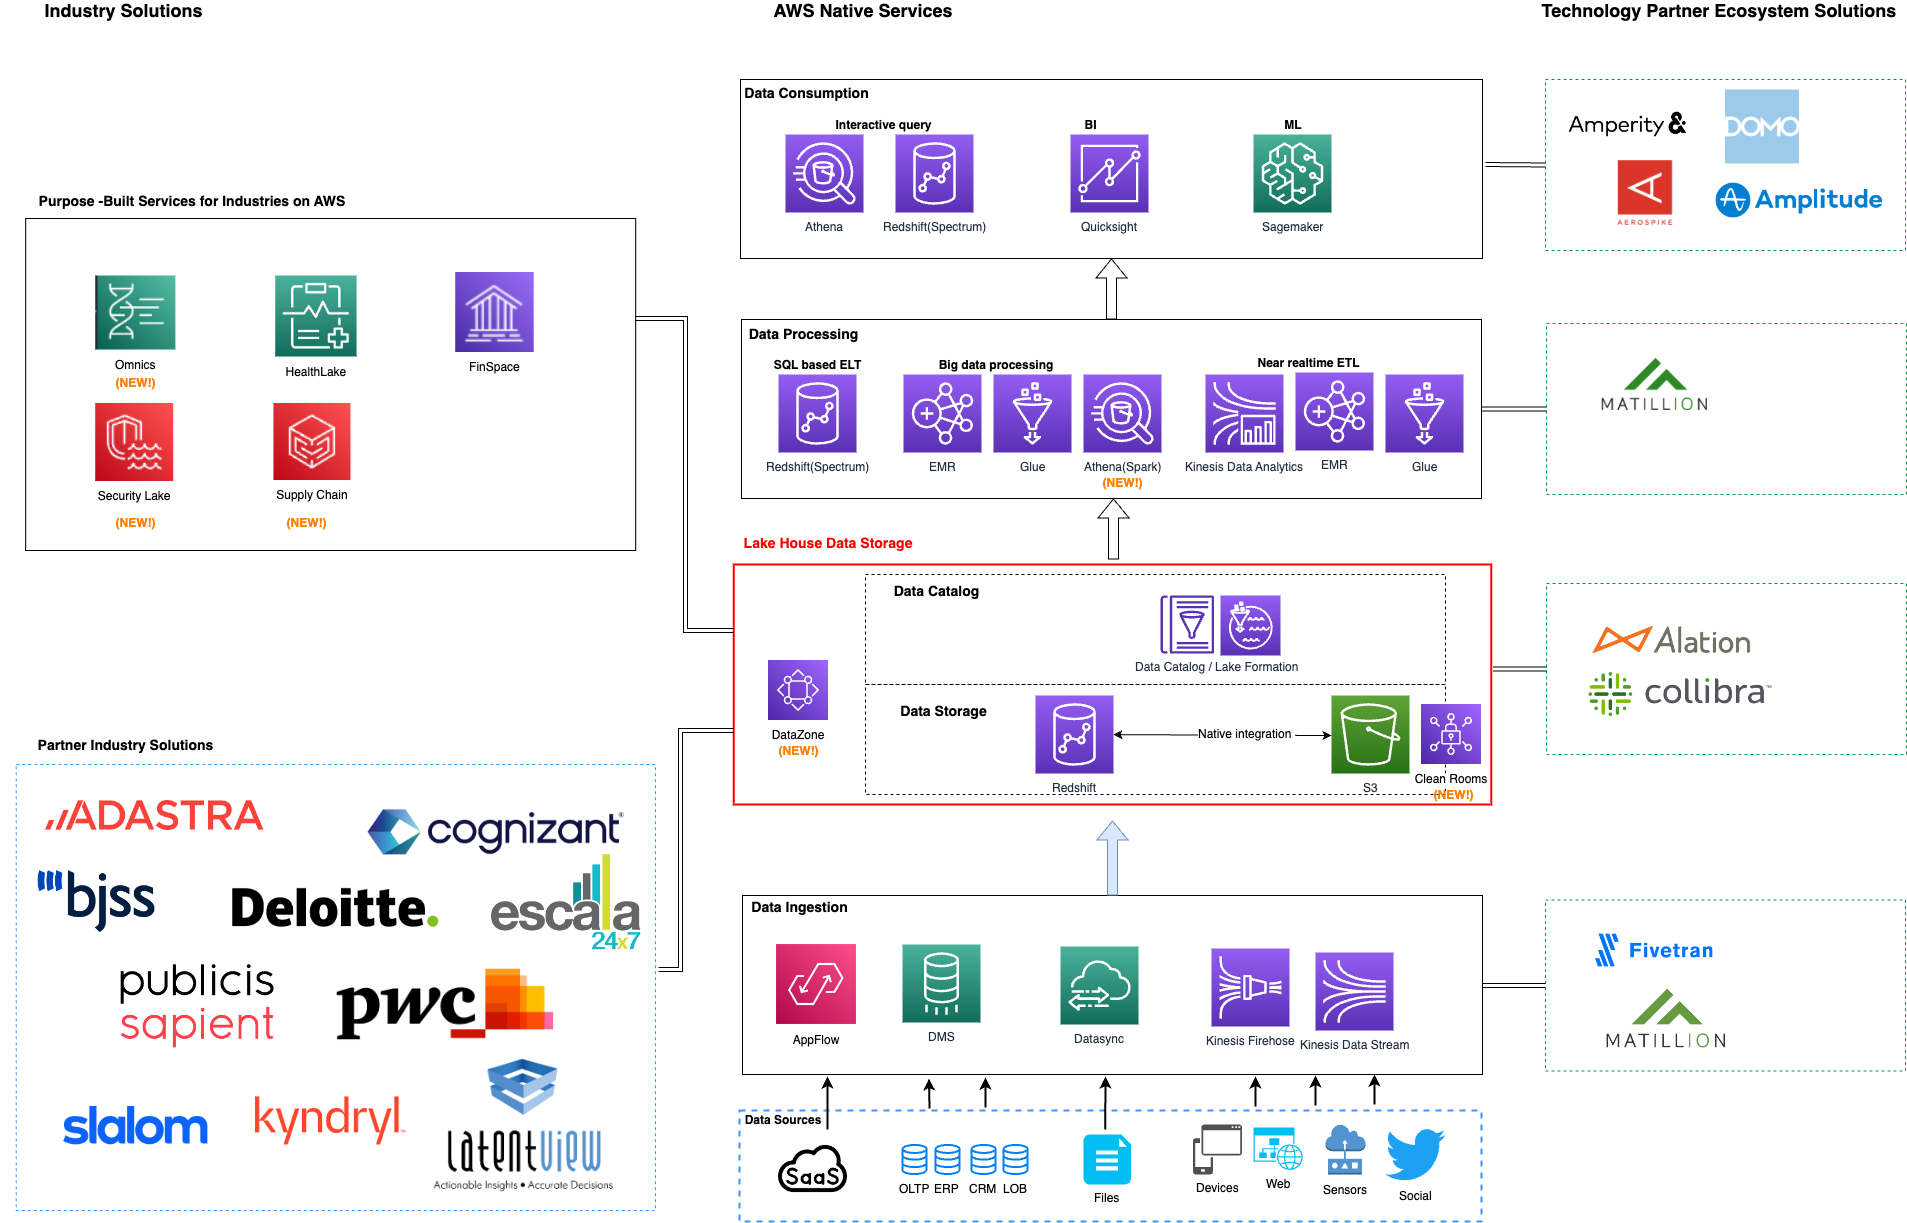 Industry Solutions
AWS Native Services
Technology Partner Ecosystem Solutions
Purpose -Built Services for Industries on AWS
Omnics
(NEW!)
HealthLake
FinSpace
Security Lake
(NEW!)
Supply Chain
(NEW!)
Partner Industry Solutions
ADASTRA
cognizant
bjss
Deloitte.
escala
24x7
publicis
sapient
pwc
slalom
kyndryl
LatentView
Actionable Insights • Accurate Decisions
Data Consumption
Interactive query
BI
ML
Athena
Redshift(Spectrum)
Quicksight
Sagemaker
Data Processing
SQL based ELT
Big data processing
Near realtime ETL
Redshift(Spectrum)
EMR
Glue
Athena(Spark)
(NEW!)
Kinesis Data Analytics
EMR
Glue
Lake House Data Storage
Data Catalog
Data Catalog / Lake Formation
DataZone
(NEW!)
Data Storage
Redshift
Native integration
S3
Clean Rooms
(NEW!)
Data Ingestion
AppFlow
DMS
Datasync
Kinesis Firehose
Kinesis Data Stream
Data Sources
SaaS
OLTP
ERP
CRM
LOB
Files
Devices
Web
Sensors
Social
Amperity &
DOMO
AEROSPIKE
Amplitude
MATILLION
Alation
collibra™
Fivetran
MATILLION